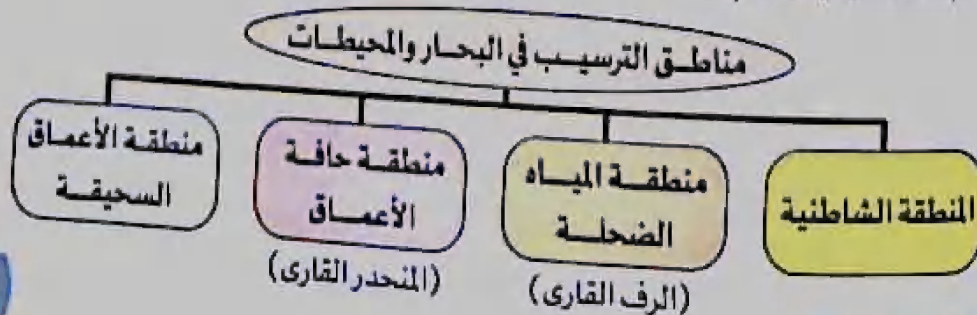 مناطق الترسيب في البحار والمحيطات
المنطقة الشاطئية
منطقة المياه
الضحلة
(الرف القارى)
منطقة حافة
الأعماق
(المنحدر القارى)
منطقة الأعماق
السحيقة